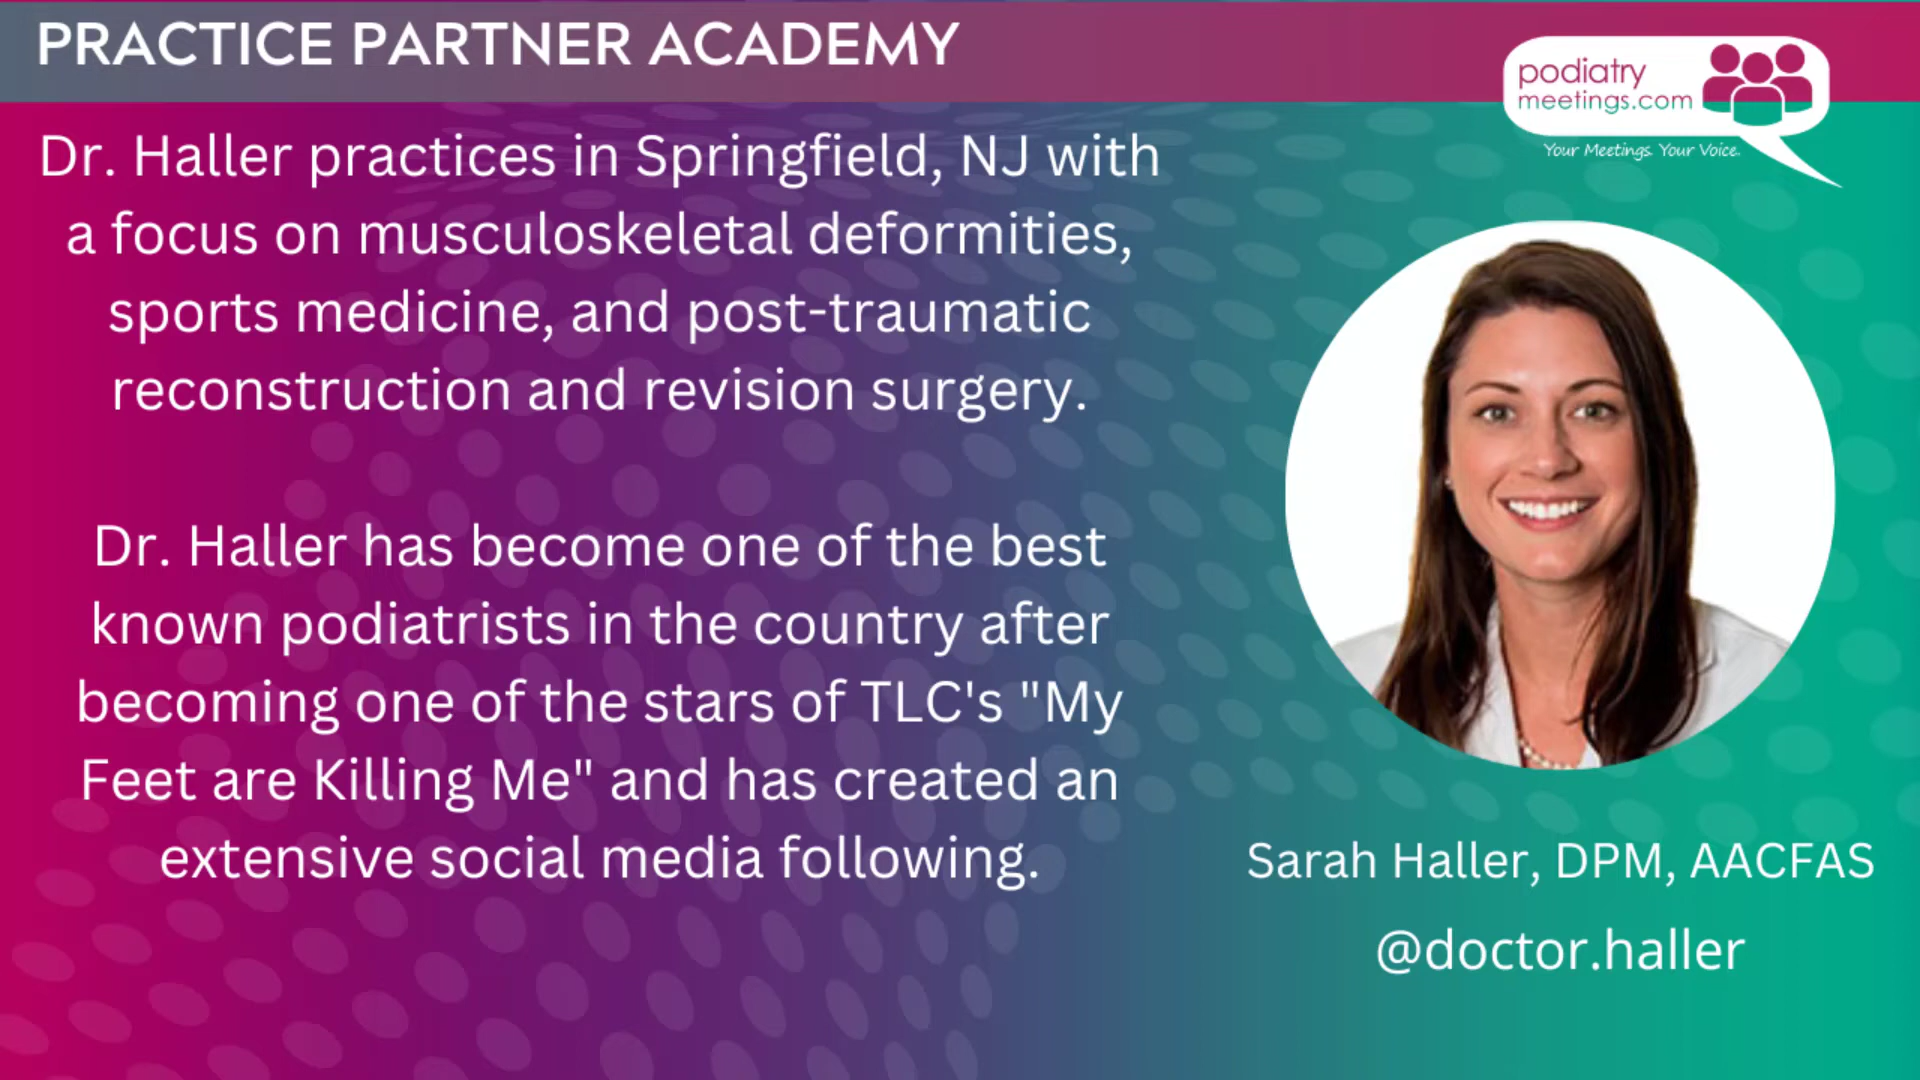 PRACTICE PARTNER ACADEMY
podiatry
meetings.com
Your Meetings. Your Voice.
Dr. Haller practices in Springfield, NJ with
a focus on musculoskeletal deformities,
sports medicine, and post-traumatic
reconstruction and revision surgery.
Dr. Haller has become one of the best
known podiatrists in the country after
becoming one of the stars of TLC's "My
Feet are Killing Me" and has created an
extensive social media following.
Sarah Haller, DPM, AACFAS
@doctor.haller